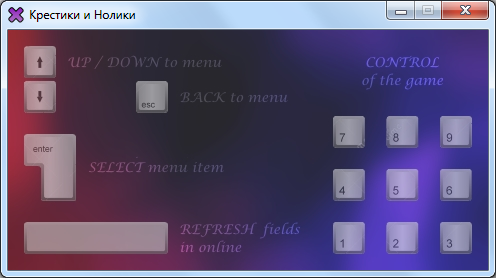 Крестики и Нолики
UP / DOWN to menu
CONTROL
of the game
esc
BACK to menu
7 8 9
enter
SELECT menu item
4 5 6
REFRESH fields
in online
1 2 3